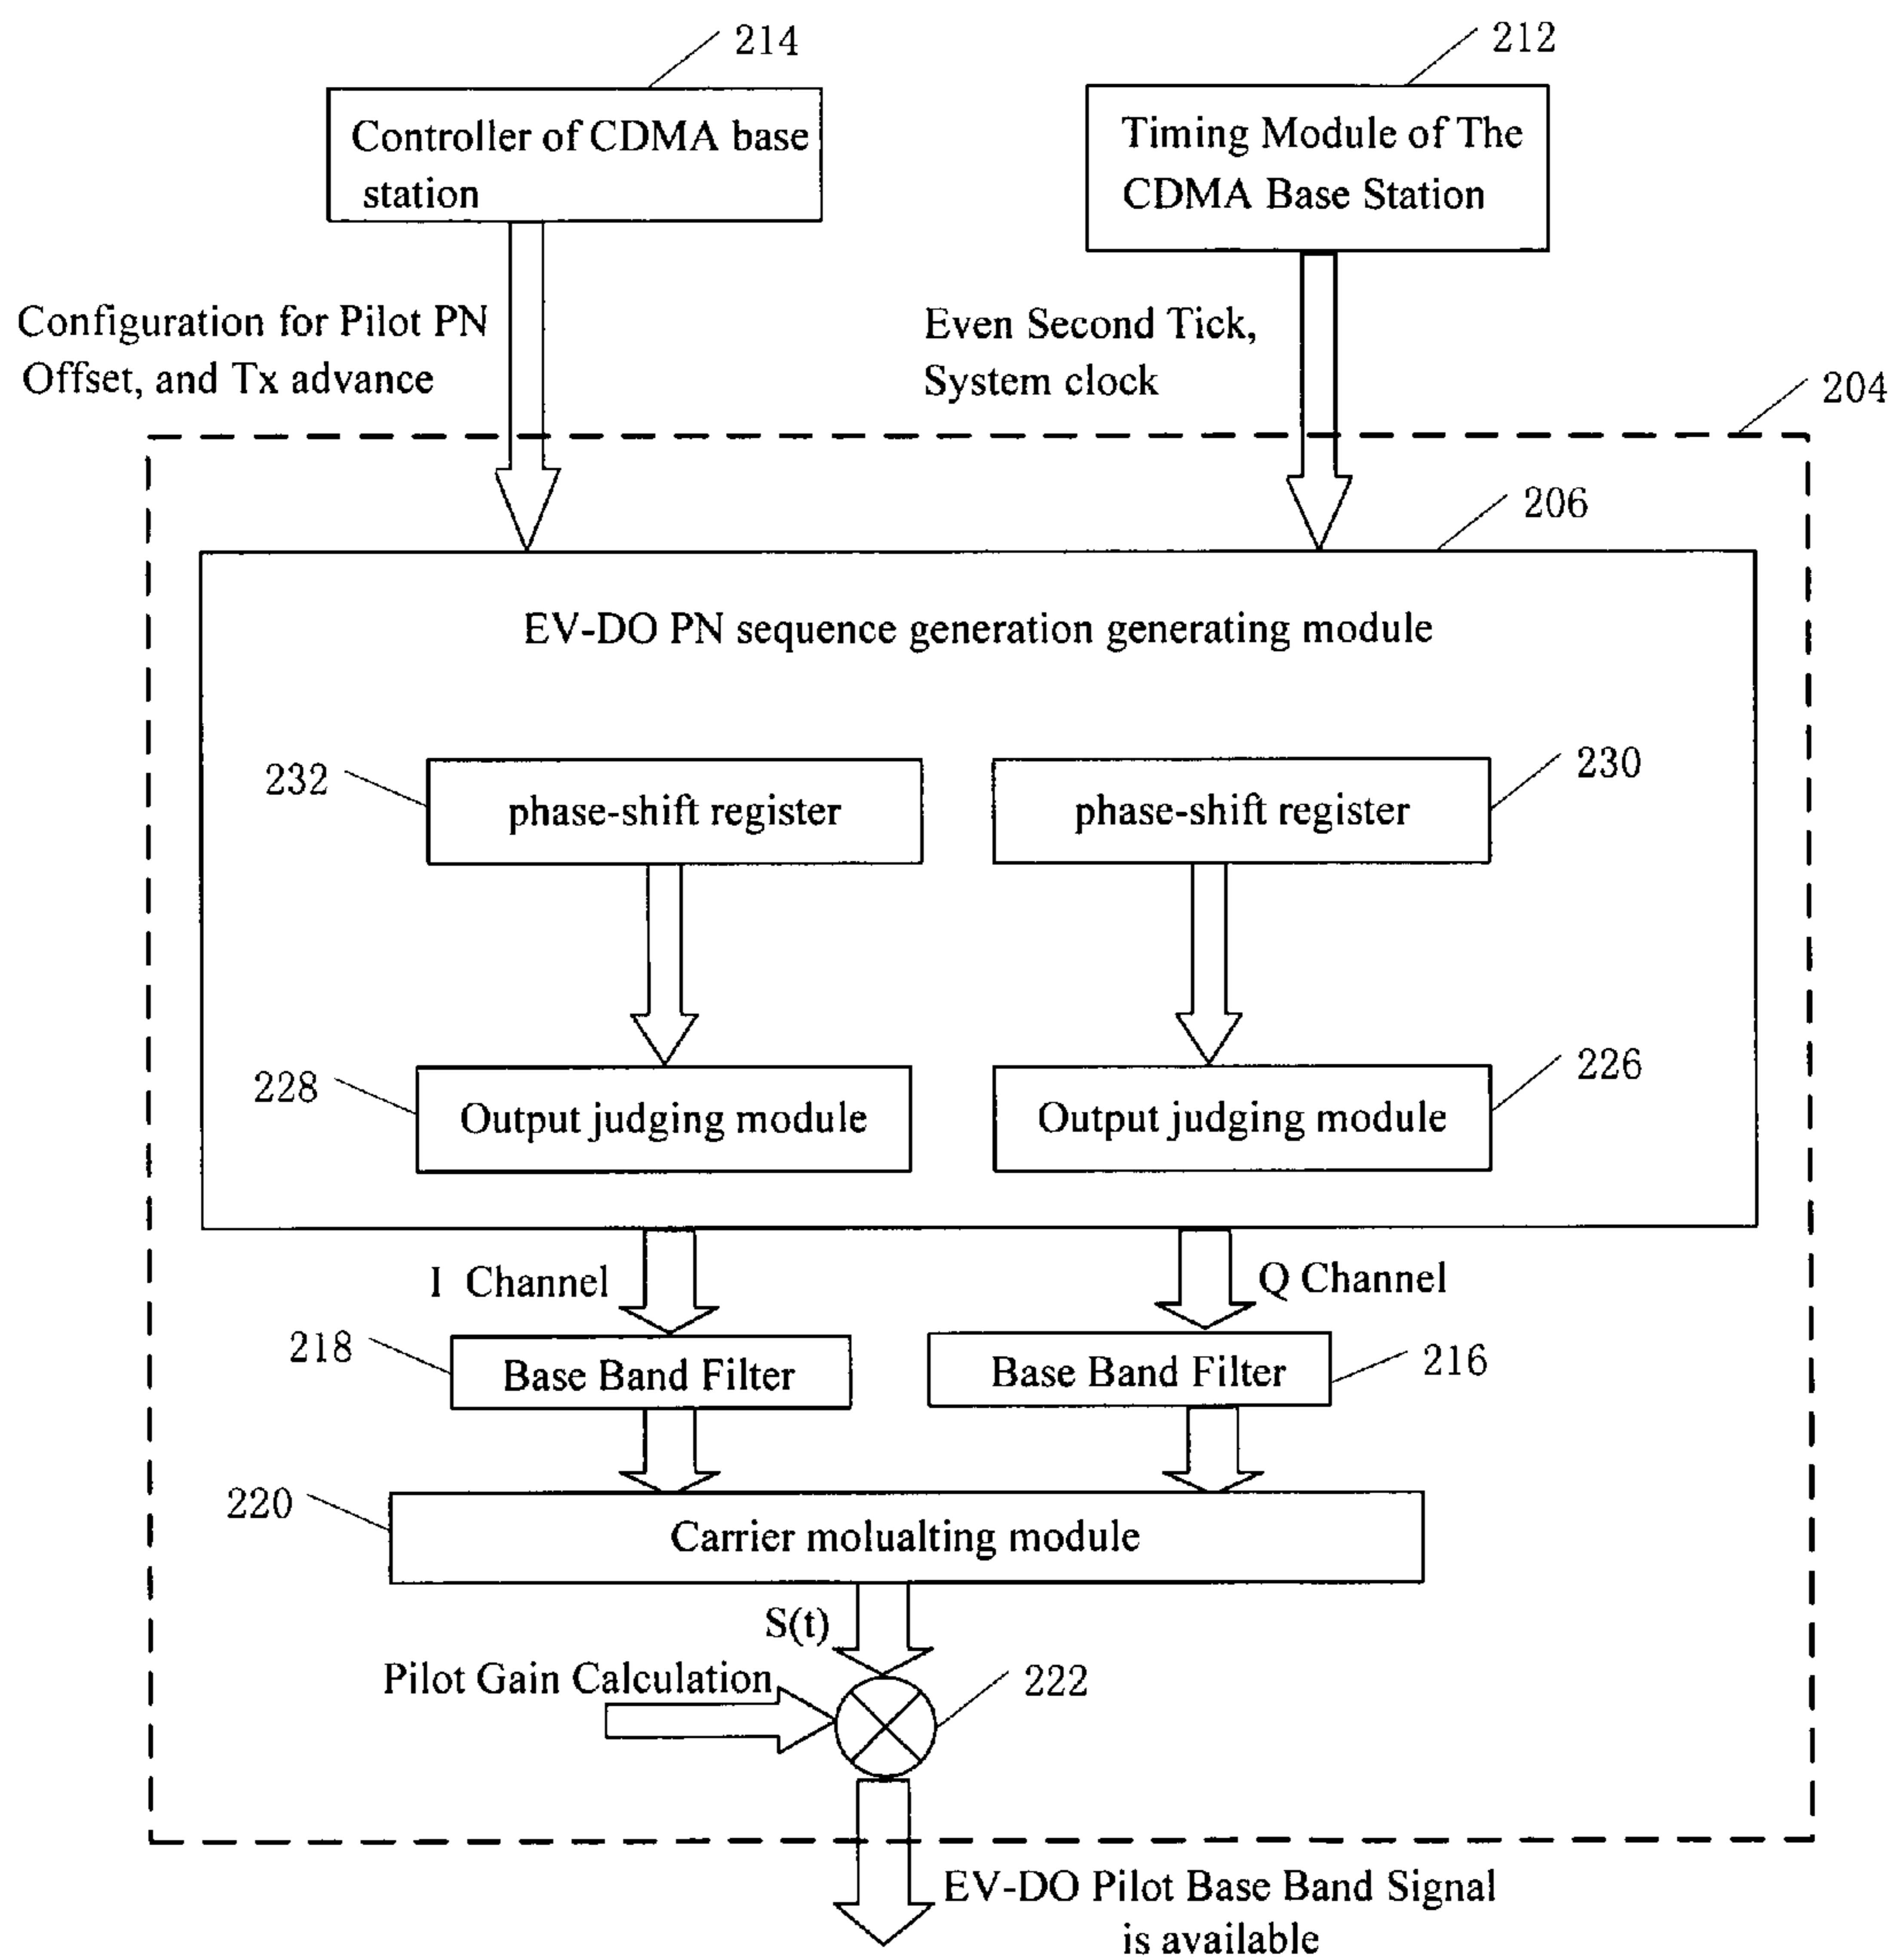 214
212
Controller of CDMA base
station
Timing Module of The
CDMA Base Station
Configuration for Pilot PN
Offset, and Tx advance
Even Second Tick,
System clock
204
206
EV-DO PN sequence generation generating module
232
phase-shift register
phase-shift register
230
228
Output judging module
Output judging module
226
I Channel
Q Channel
218
Base Band Filter
Base Band Filter
216
220
Carrier molualting module
S(t)
Pilot Gain Calculation
222
EV-DO Pilot Base Band Signal
is available